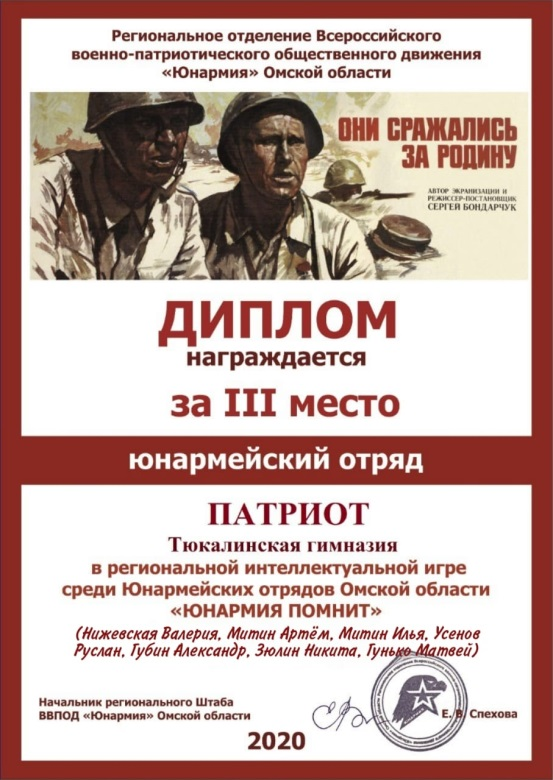 Региональное отделение Всероссийского
военно-патриотического общественного движения
«Юнармия» Омской области
ОНИ СРАЖАЛИСЬ
ЗА РОДИНУ
АВТОР ЭКРАНИЗАЦИИ И
РЕЖИССЕР-ПОСТАНОВЩИК
СЕРГЕЙ БОНДАРЧУК
ДИПЛОМ
награждается
за III место
юнармейский отряд
ПАТРИОТ
Тюкалинская гимназия
в региональной интеллектуальной игре
среди Юнармейских отрядов Омской области
«ЮНАРМИЯ ПОМНИТ»
(Нижевская Валерия, Митин Артём, Митин Илья, Усенов
Руслан, Губин Александр, Зюлин Никита, Гунько Матвей)
Начальник регионального Штаба
ВВПОД «Юнармия» Омской области
Е. В. Спехова
2020